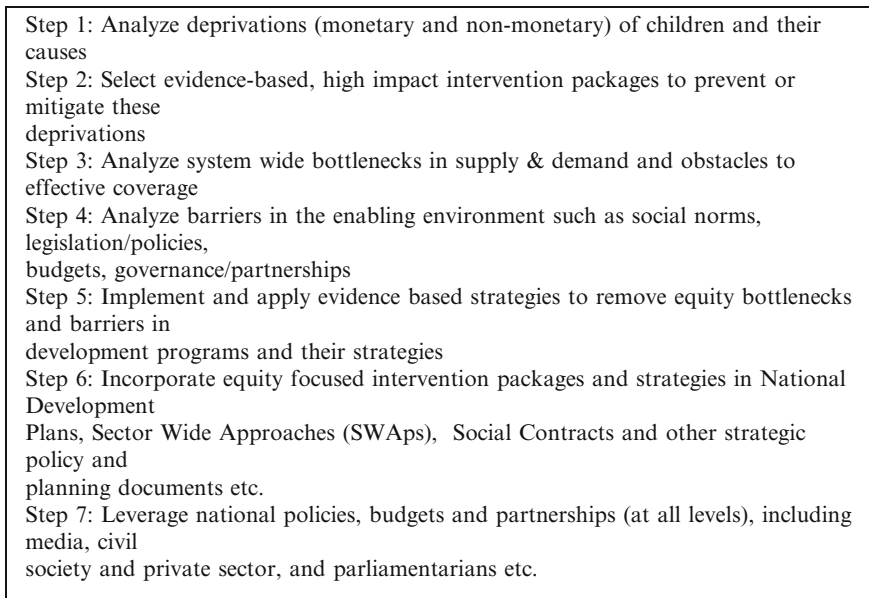 Step 1: Analyze deprivations (monetary and non-monetary) of children and their
causes
Step 2: Select evidence-based, high impact intervention packages to prevent or
mitigate these
deprivations
Step 3: Analyze system wide bottlenecks in supply & demand and obstacles to
effective coverage
Step 4: Analyze barriers in the enabling environment such as social norms,
legislation/policies,
budgets, governance/partnerships
Step 5: Implement and apply evidence based strategies to remove equity bottlenecks
and barriers in
development programs and their strategies
Step 6: Incorporate equity focused intervention packages and strategies in National
Development
Plans, Sector Wide Approaches (SWAps), Social Contracts and other strategic
policy and
planning documents etc.
Step 7: Leverage national policies, budgets and partnerships (at all levels), including
media, civil
society and private sector, and parliamentarians etc.